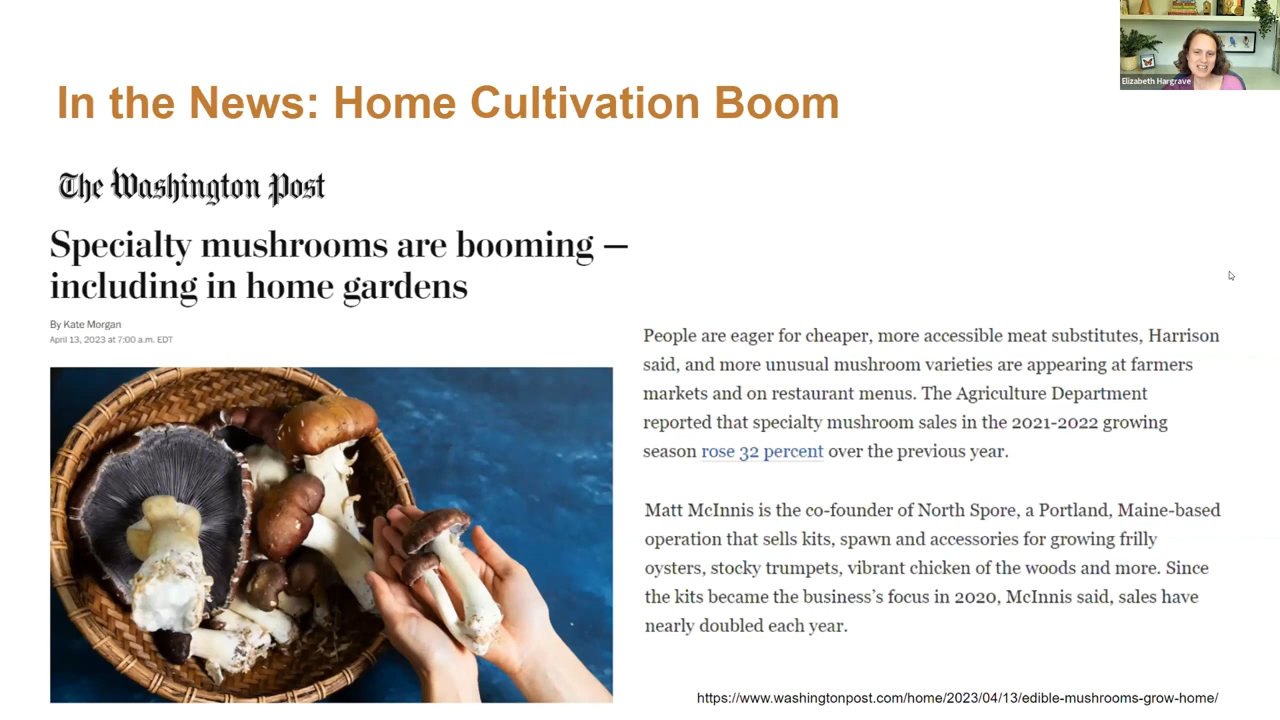 Elizabeth Hargrave
In the News: Home Cultivation Boom
The Washington Post
Specialty mushrooms are booming —
including in home gardens
By Kate Morgan
April 13, 2023 at 7:00 a.m. EDT
People are eager for cheaper, more accessible meat substitutes, Harrison
said, and more unusual mushroom varieties are appearing at farmers
markets and on restaurant menus. The Agriculture Department
reported that specialty mushroom sales in the 2021-2022 growing
season rose 32 percent over the previous year.
Matt McInnis is the co-founder of North Spore, a Portland, Maine-based
operation that sells kits, spawn and accessories for growing frilly
oysters, stocky trumpets, vibrant chicken of the woods and more. Since
the kits became the business’s focus in 2020, McInnis said, sales have
nearly doubled each year.
https://www.washingtonpost.com/home/2023/04/13/edible-mushrooms-grow-home/